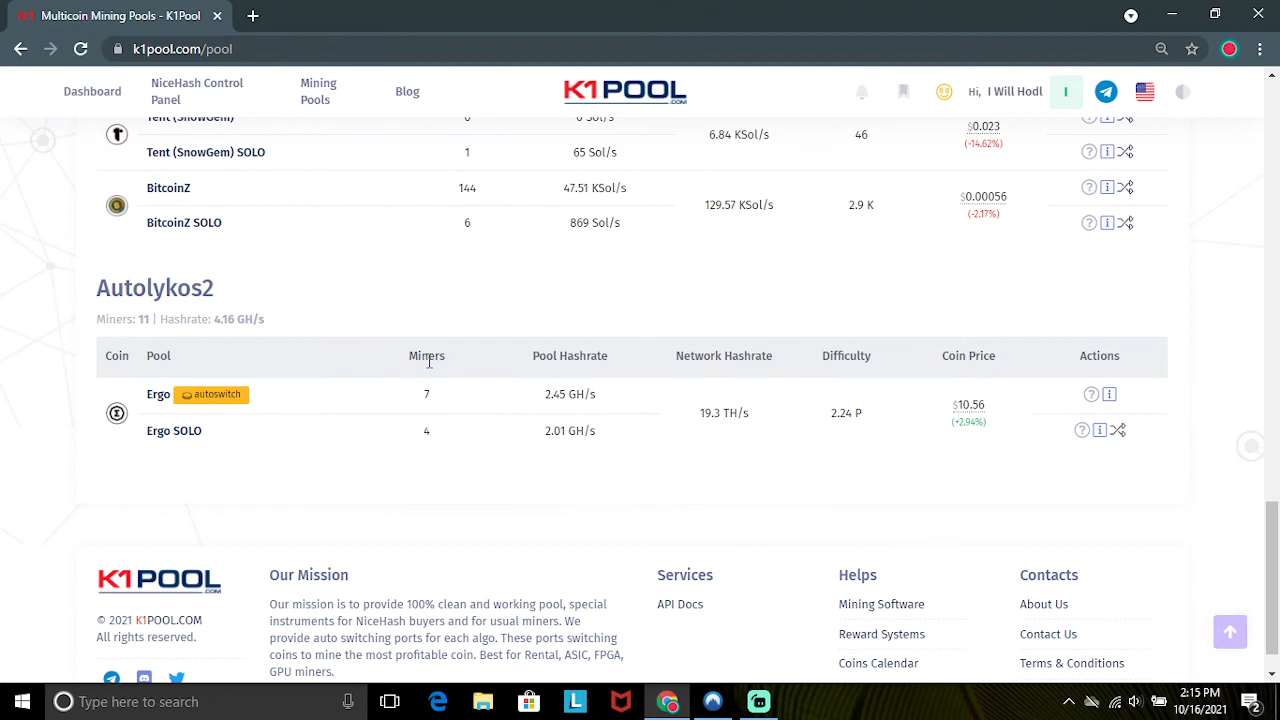 Multicoin Mining Pools - K1Pool
k1pool.com/pool
Dashboard
NiceHash Control Panel
Mining Pools
Blog
K1POOL.COM
Hi, I Will Hodl
I
Tent (SnowGem) 0 0 Sol/s
6.84 KSol/s 46 $0.023
(-14.62%)
Tent (SnowGem) SOLO 1 65 Sol/s
BitcoinZ 144 47.51 KSol/s
129.57 KSol/s 2.9 K $0.00056
(-2.17%)
BitcoinZ SOLO 6 869 Sol/s
Autolykos2
Miners: 11 | Hashrate: 4.16 GH/s
Coin Pool Miners Pool Hashrate Network Hashrate Difficulty Coin Price Actions
Ergo autoswitch 7 2.45 GH/s
19.3 TH/s 2.24 P $10.56
(+2.94%)
Ergo SOLO 4 2.01 GH/s
K1POOL
© 2021 K1POOL.COM
All rights reserved.
Our Mission
Our mission is to provide 100% clean and working pool, special
instruments for NiceHash buyers and for usual miners. We
provide auto switching ports for each algo. These ports switching
coins to mine the most profitable coin. Best for Rental, ASIC, FPGA,
GPU miners.
Services
API Docs
Helps
Mining Software
Reward Systems
Coins Calendar
Contacts
About Us
Contact Us
Terms & Conditions
Type here to search
2:15 PM
10/16/2021
2